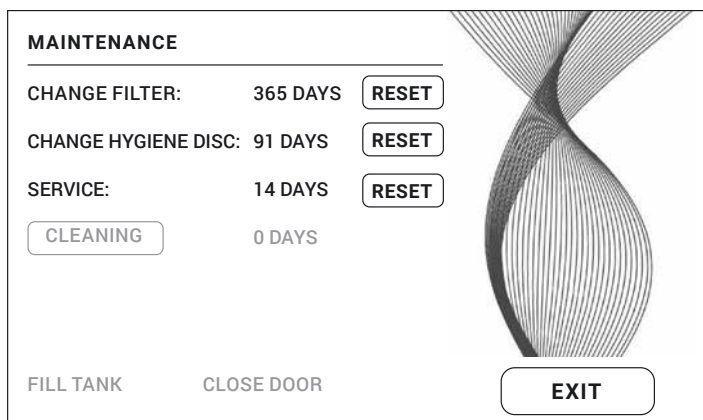 MAINTENANCE
CHANGE FILTER: 365 DAYS RESET
CHANGE HYGIENE DISC: 91 DAYS RESET
SERVICE: 14 DAYS RESET
CLEANING 0 DAYS
FILL TANK CLOSE DOOR EXIT